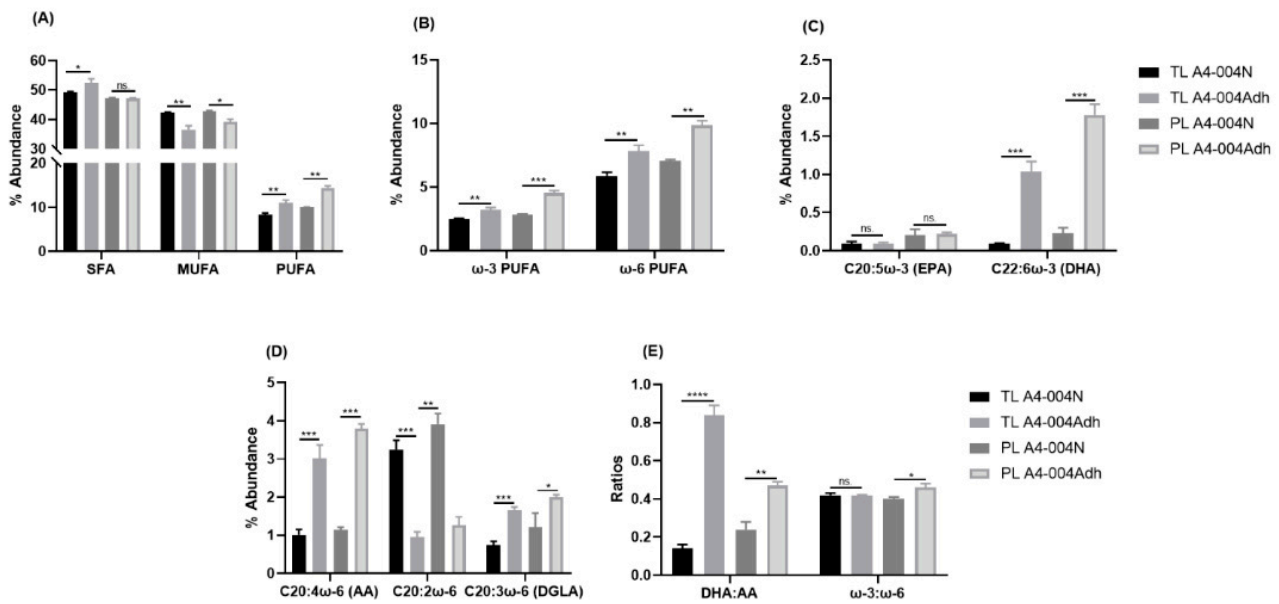 (A)
% Abundance
60
50
40
30
20
10
0
* ns. ** * ** **
SFA MUFA PUFA
(B)
% Abundance
15
10
5
0
** *** ** **
ω-3 PUFA ω-6 PUFA
(C)
% Abundance
2.5
2.0
1.5
1.0
0.5
0.0
ns. ns. *** ***
C20:5ω-3 (EPA) C22:6ω-3 (DHA)
TL A4-004N
TL A4-004Adh
PL A4-004N
PL A4-004Adh
(D)
% Abundance
5
4
3
2
1
0
*** *** *** ** *** *
C20:4ω-6 (AA) C20:2ω-6 C20:3ω-6 (DGLA)
(E)
Ratios
1.0
0.8
0.6
0.4
0.2
0.0
**** ** ns *
DHA:AA ω-3:ω-6
TL A4-004N
TL A4-004Adh
PL A4-004N
PL A4-004Adh